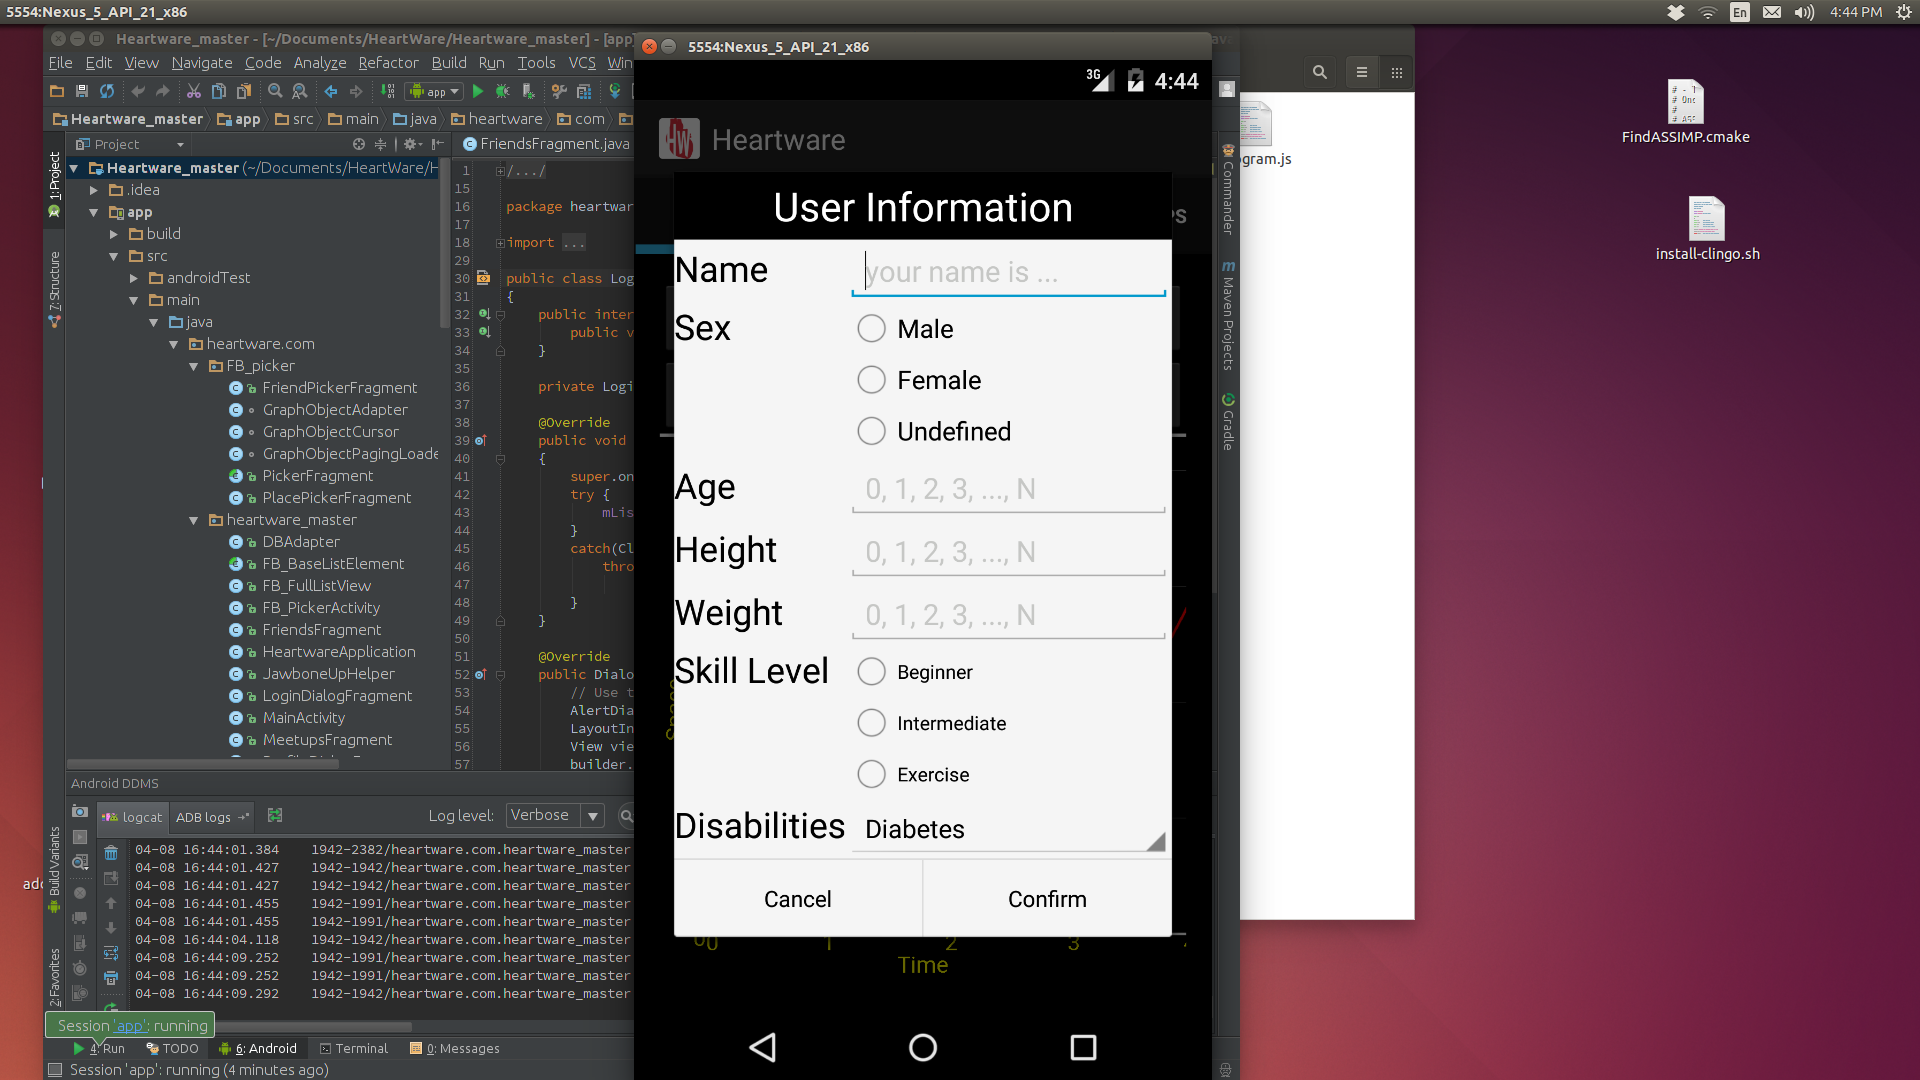 5554:Nexus_5_API_21_x86
En
4:44 PM
Heartware_master - [~/Documents/HeartWare/Heartware_master] - [app
File Edit View Navigate Code Analyze Refactor Build Run Tools VCS Win
app
Heartware_master app src main java heartware com
Project
FriendsFragment.java
1: Project
7: Structure
Build Variants
2: Favorites
Heartware_master (~/Documents/HeartWare/H
.idea
app
build
src
androidTest
main
java
heartware.com
FB_picker
FriendPickerFragment
GraphObjectAdapter
GraphObjectCursor
GraphObjectPagingLoade
PickerFragment
PlacePickerFragment
heartware_master
DBAdapter
FB_BaseListElement
FB_FullListView
FB_PickerActivity
FriendsFragment
HeartwareApplication
JawboneUpHelper
LoginDialogFragment
MainActivity
MeetupsFragment
1 /.../
15
16 package heartwar
17
18 import ...
29
30 public class Log
31 {
32 public inter
33 public v
34 }
35
36 private Logi
37
38 @Override
39 public void
40 {
41 super.on
42 try {
43 mLis
44 }
45 catch(Cl
46 thro
47
48 }
49 }
50
51 @Override
52 public Dialo
53 // Use t
54 AlertDia
55 LayoutIn
56 View vie
57 builder.
Android DDMS
logcat
ADB logs
Log level:
Verbose
04-08 16:44:01.384 1942-2382/heartware.com.heartware_master
04-08 16:44:01.427 1942-1942/heartware.com.heartware_master
04-08 16:44:01.427 1942-1942/heartware.com.heartware_master
04-08 16:44:01.455 1942-1991/heartware.com.heartware_master
04-08 16:44:01.455 1942-1991/heartware.com.heartware_master
04-08 16:44:04.118 1942-1942/heartware.com.heartware_master
04-08 16:44:09.252 1942-1991/heartware.com.heartware_master
04-08 16:44:09.252 1942-1991/heartware.com.heartware_master
04-08 16:44:09.292 1942-1942/heartware.com.heartware_master
Session 'app': running
4: Run
TODO
6: Android
Terminal
0: Messages
Session 'app': running (4 minutes ago)
5554:Nexus_5_API_21_x86
3G
4:44
HW
Heartware
User Information
Name
your name is ...
Sex
Male
Female
Undefined
Age
0, 1, 2, 3, ..., N
Height
0, 1, 2, 3, ..., N
Weight
0, 1, 2, 3, ..., N
Skill Level
Beginner
Intermediate
Exercise
Disabilities
Diabetes
Cancel
Confirm
0 1 2 3
Time
Commander
Maven Projects
Gradle
ogram.js
FindASSIMP.cmake
install-clingo.sh